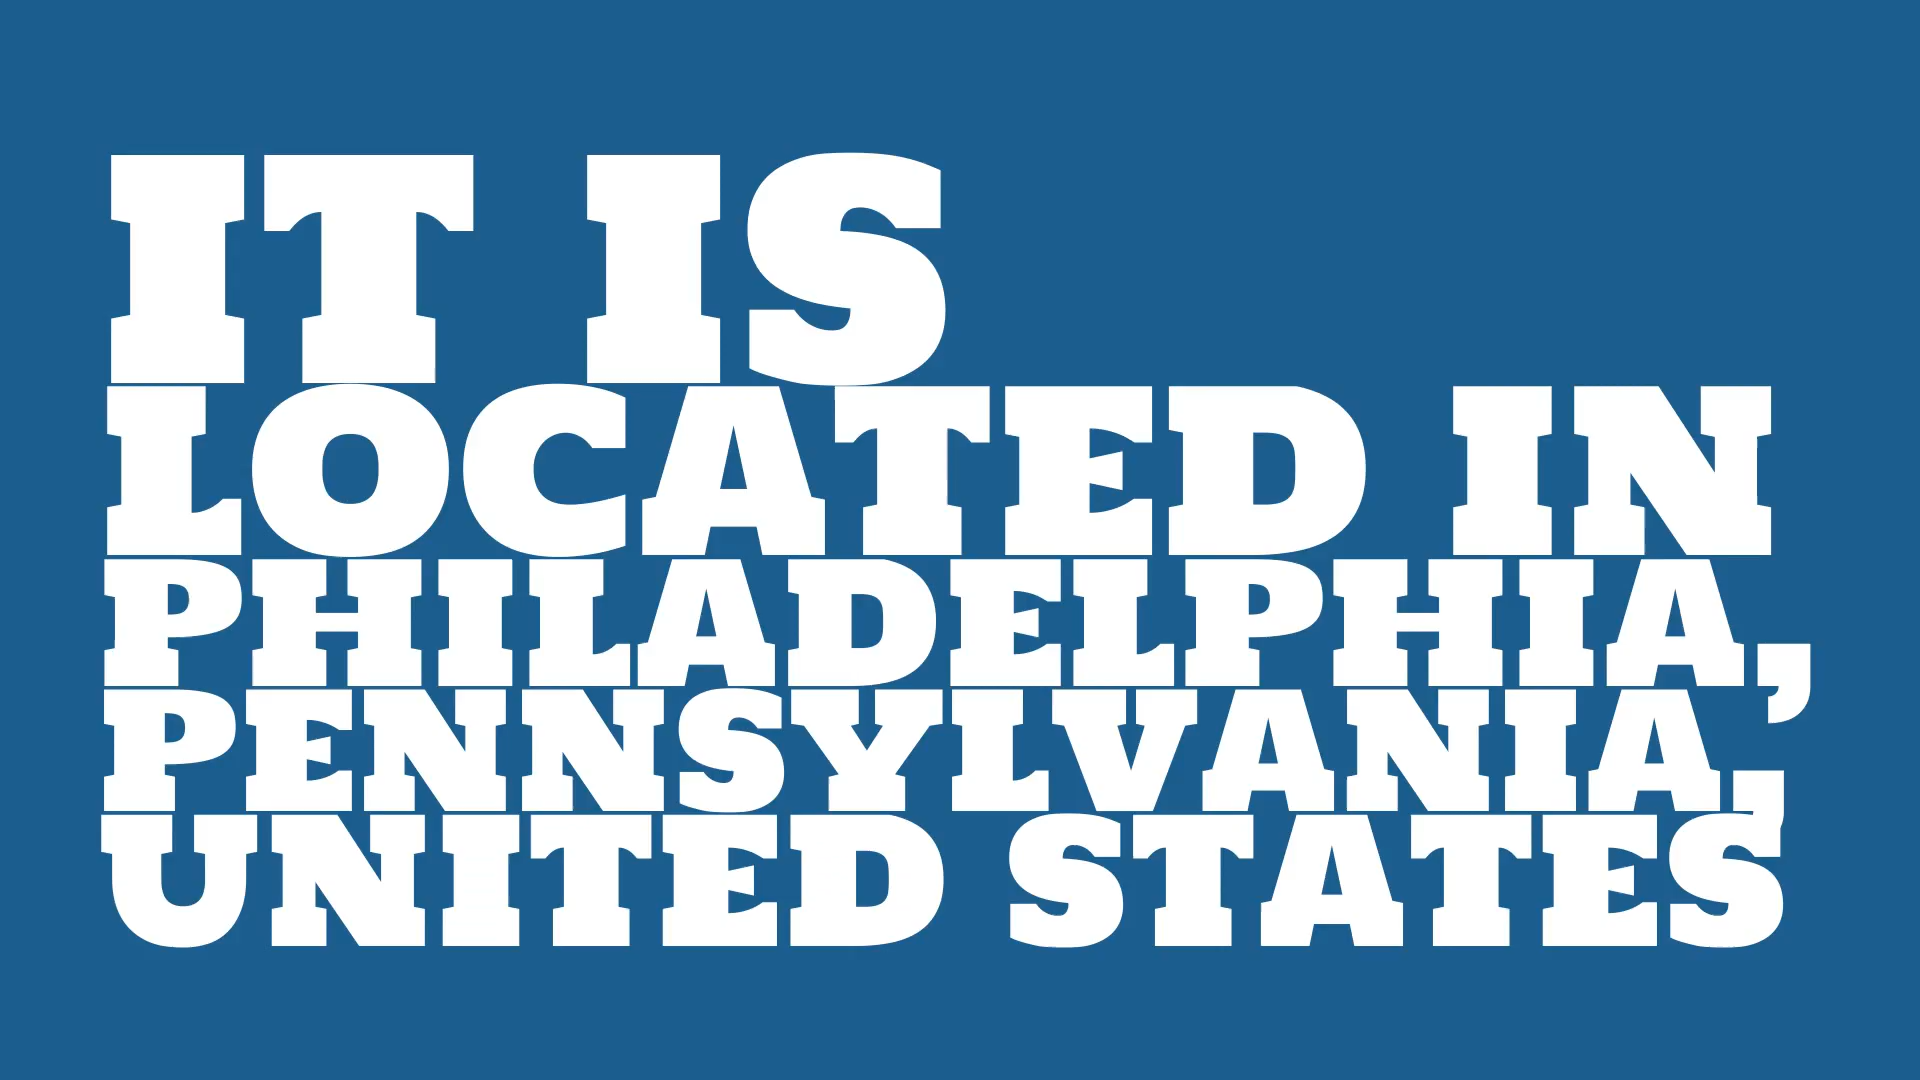 IT IS
LOCATED IN
PHILADELPHIA,
PENNSYLVANIA,
UNITED STATES